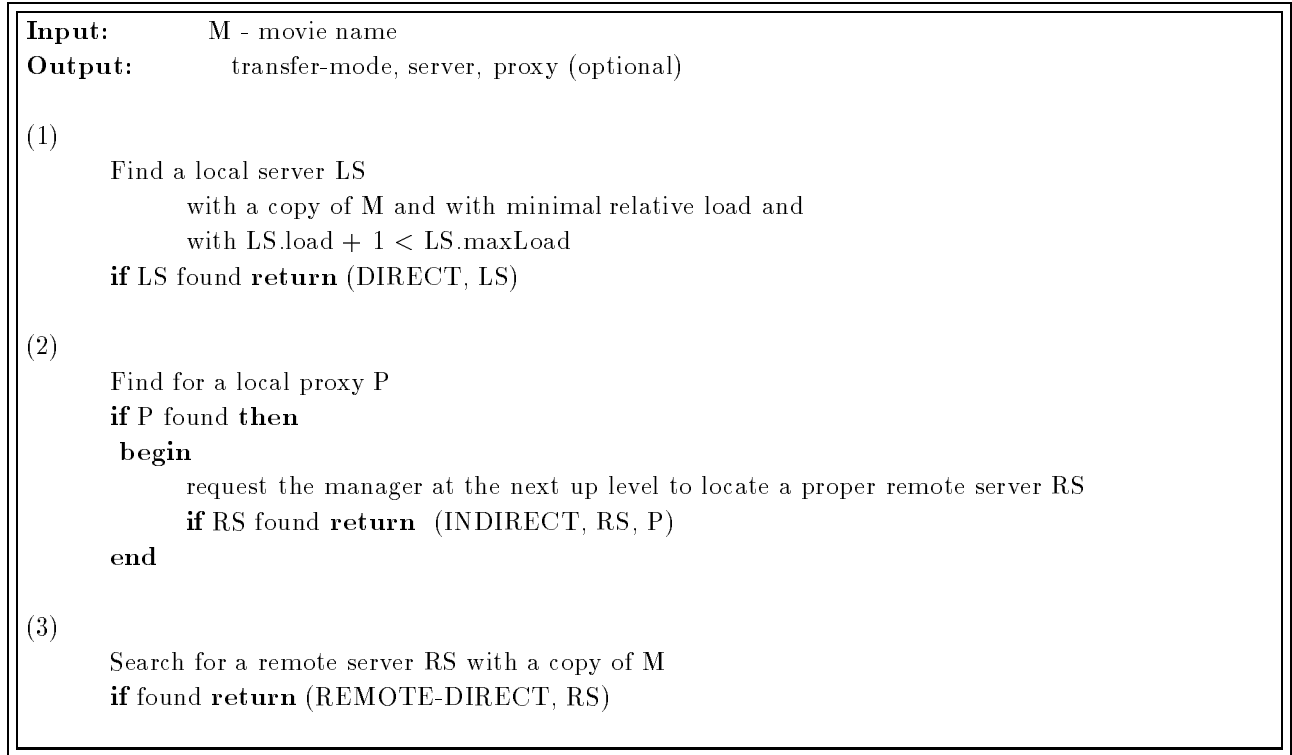 Input: M - movie name
Output: transfer-mode, server, proxy (optional)
(1)
Find a local server LS
with a copy of M and with minimal relative load and
with LS.load + 1 < LS.maxLoad
if LS found return (DIRECT, LS)
(2)
Find for a local proxy P
if P found then
begin
request the manager at the next up level to locate a proper remote server RS
if RS found return (INDIRECT, RS, P)
end
(3)
Search for a remote server RS with a copy of M
if found return (REMOTE-DIRECT, RS)